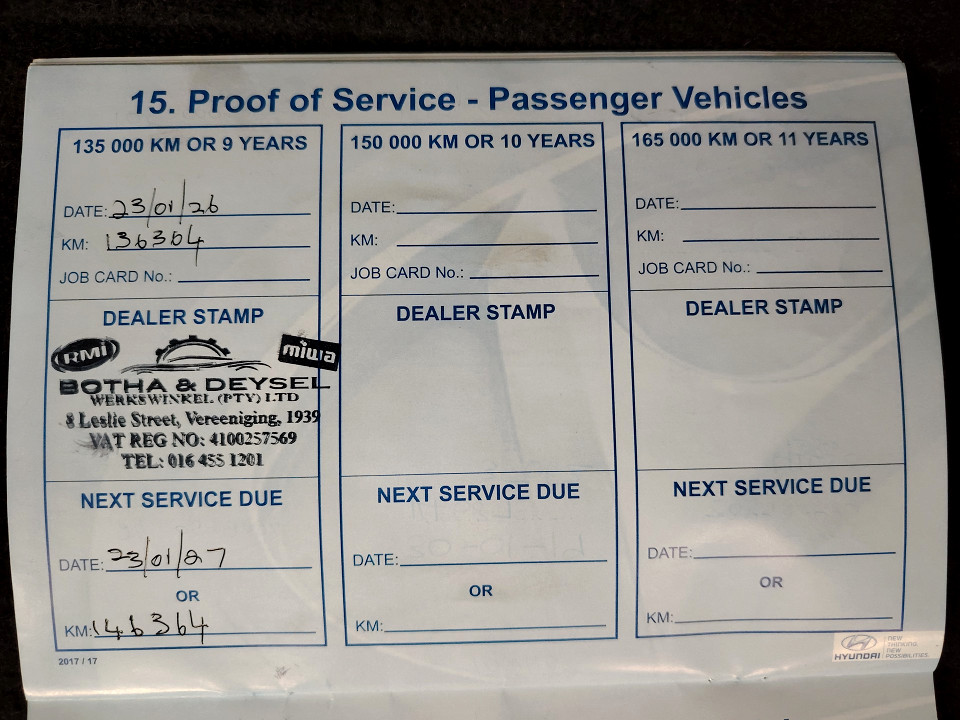 15. Proof of Service - Passenger Vehicles
135 000 KM OR 9 YEARS
DATE: 23/01/26
KM: 136364
JOB CARD No.:
DEALER STAMP
RMI
miwa
BOTHA & DEYSEL
WERKSWINKEL (PTY) LTD
8 Leslie Street, Vereeniging, 1939
VAT REG NO: 4100257569
TEL: 016 455 1201
NEXT SERVICE DUE
DATE: 23/01/27
OR
KM: 146364
150 000 KM OR 10 YEARS
DATE:
KM:
JOB CARD No.:
DEALER STAMP
NEXT SERVICE DUE
DATE:
OR
KM:
165 000 KM OR 11 YEARS
DATE:
KM:
JOB CARD No.:
DEALER STAMP
NEXT SERVICE DUE
DATE:
OR
KM:
2017 / 17
HYUNDAI
NEW
THINKING.
NEW
POSSIBILITIES.